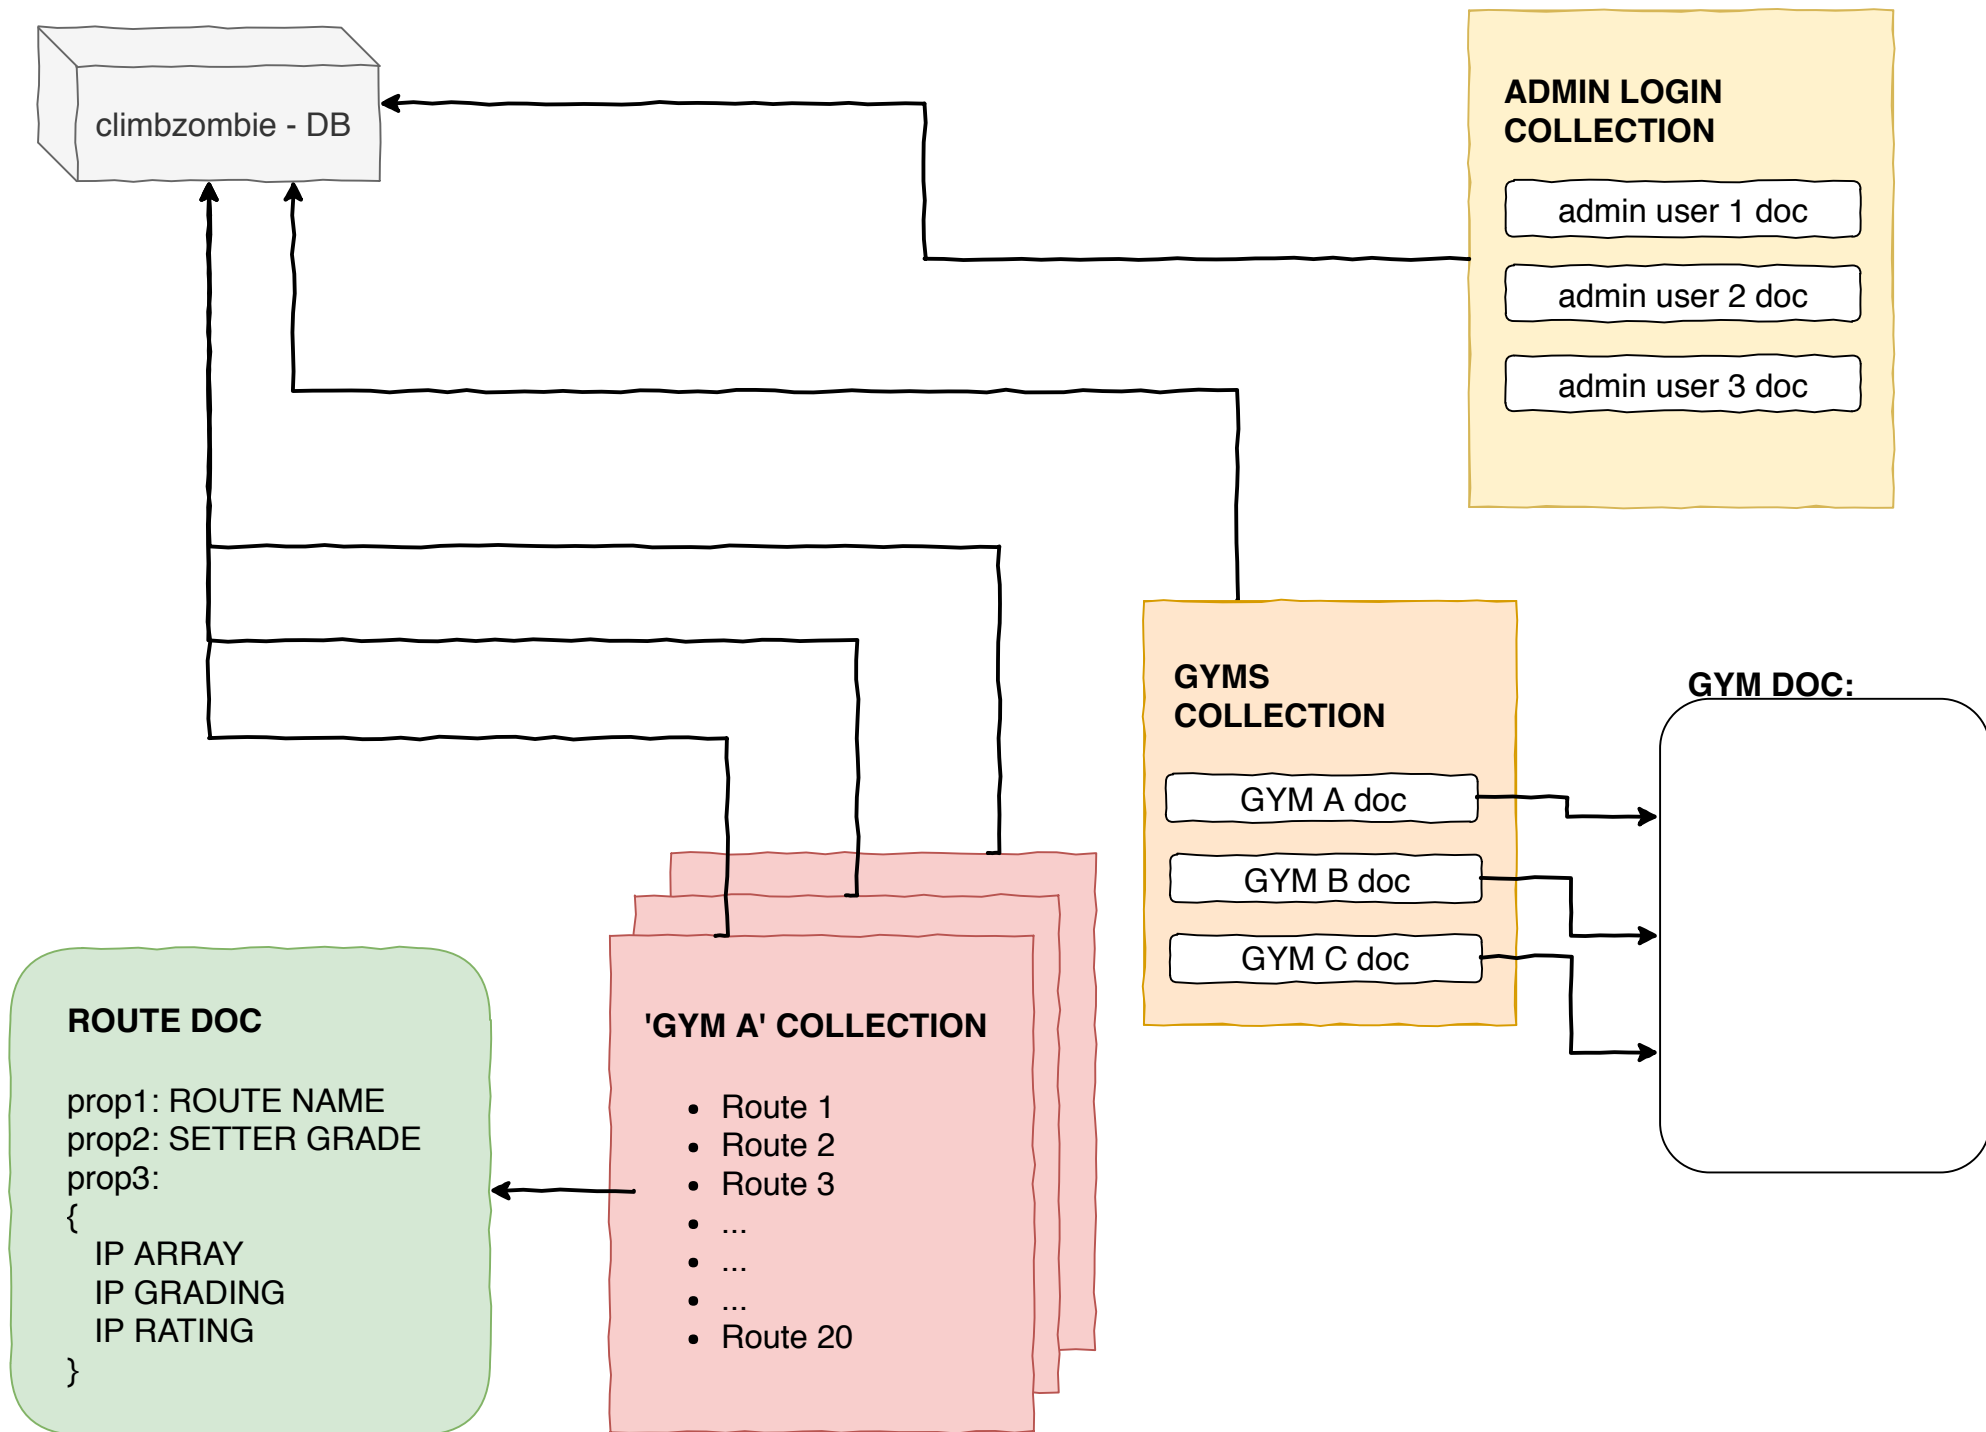 climbzombie - DB
ADMIN LOGIN
COLLECTION
admin user 1 doc
admin user 2 doc
admin user 3 doc
GYMS
COLLECTION
GYM A doc
GYM B doc
GYM C doc
GYM DOC:
'GYM A' COLLECTION
• Route 1
• Route 2
• Route 3
• ...
• ...
• ...
• Route 20
ROUTE DOC
prop1: ROUTE NAME
prop2: SETTER GRADE
prop3:
{
IP ARRAY
IP GRADING
IP RATING
}